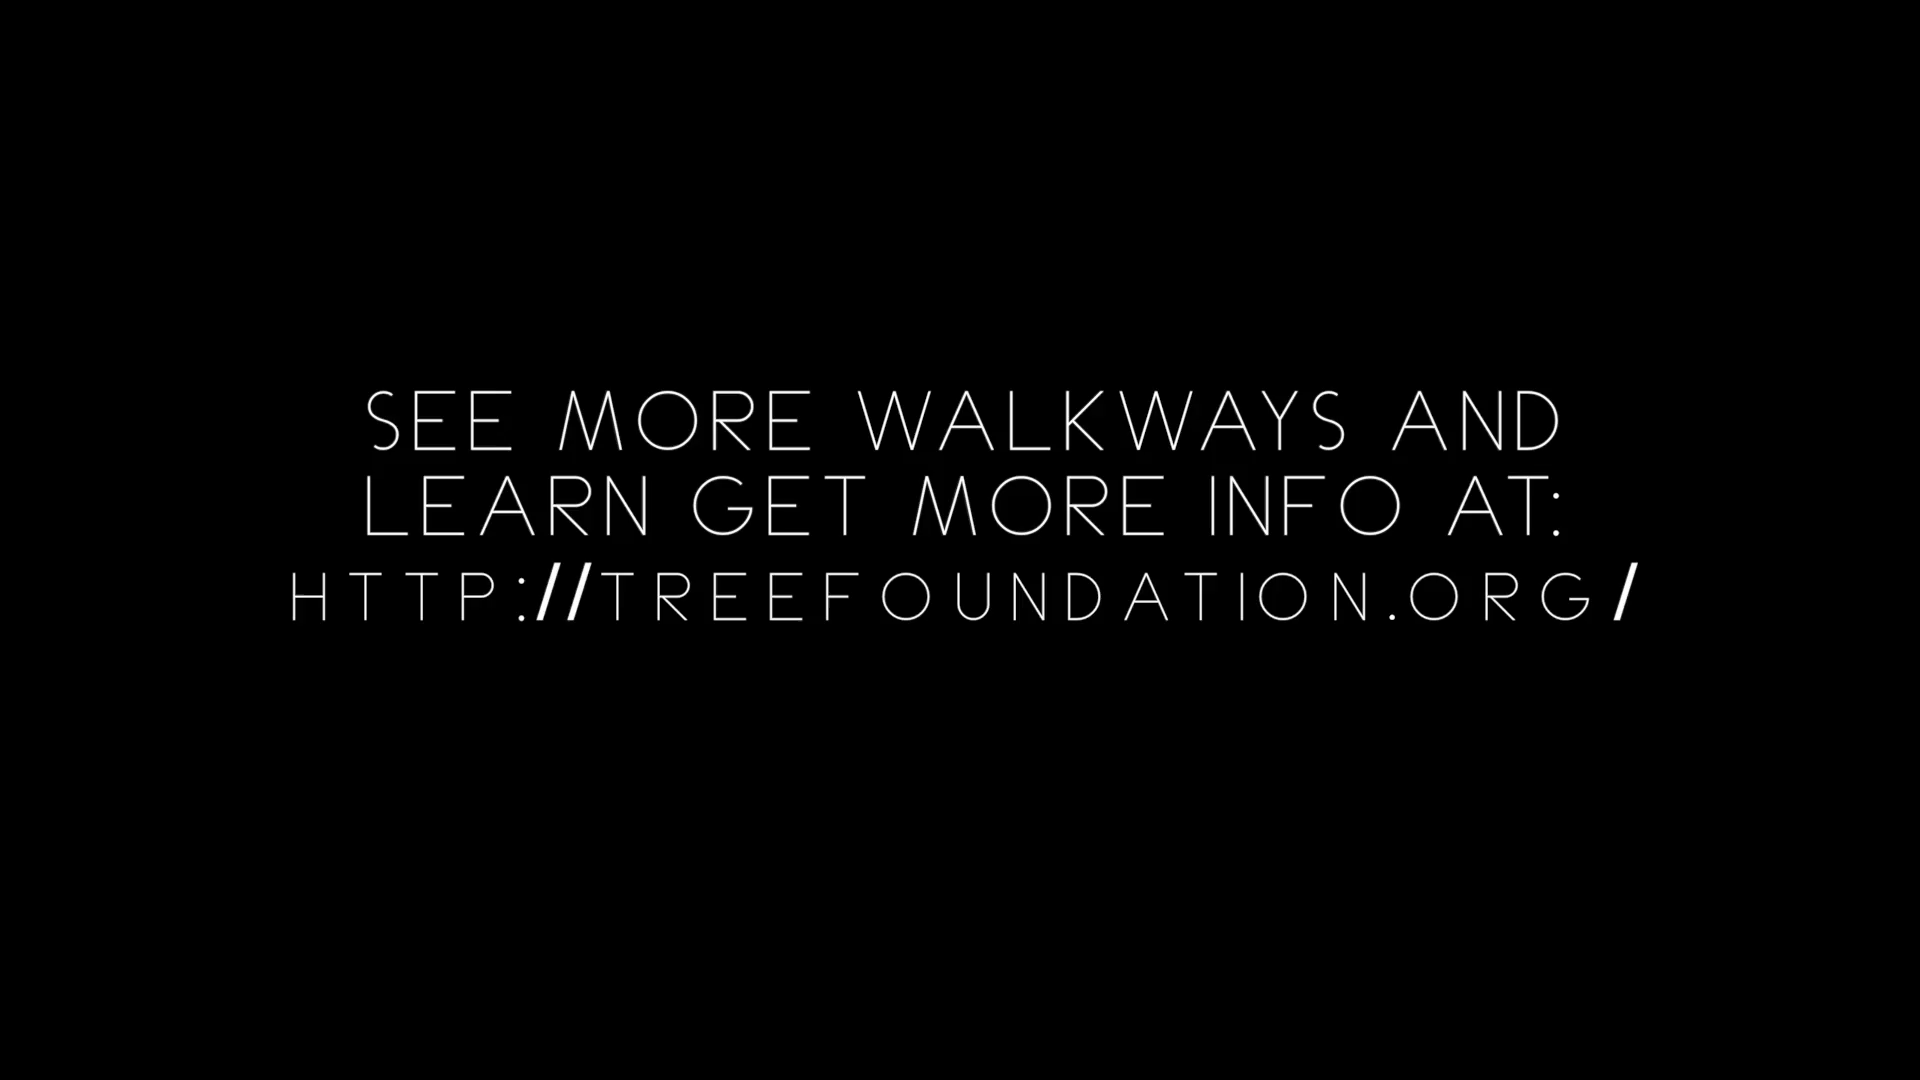 SEE MORE WALKWAYS AND
LEARN GET MORE INFO AT:
HTTP://TREEFOUNDATION.ORG/